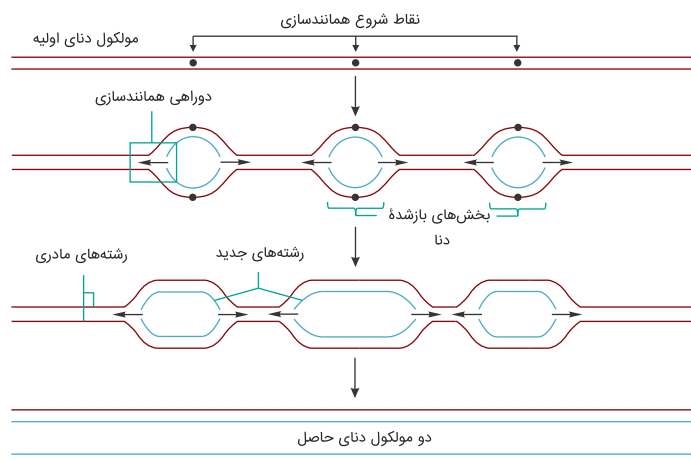 نقاط شروع همانندسازی
مولکول دنای اولیه
دوراهی همانندسازی
بخش‌های بازشدهٔ
دنا
رشته‌های جدید
رشته‌های مادری
دو مولکول دنای حاصل